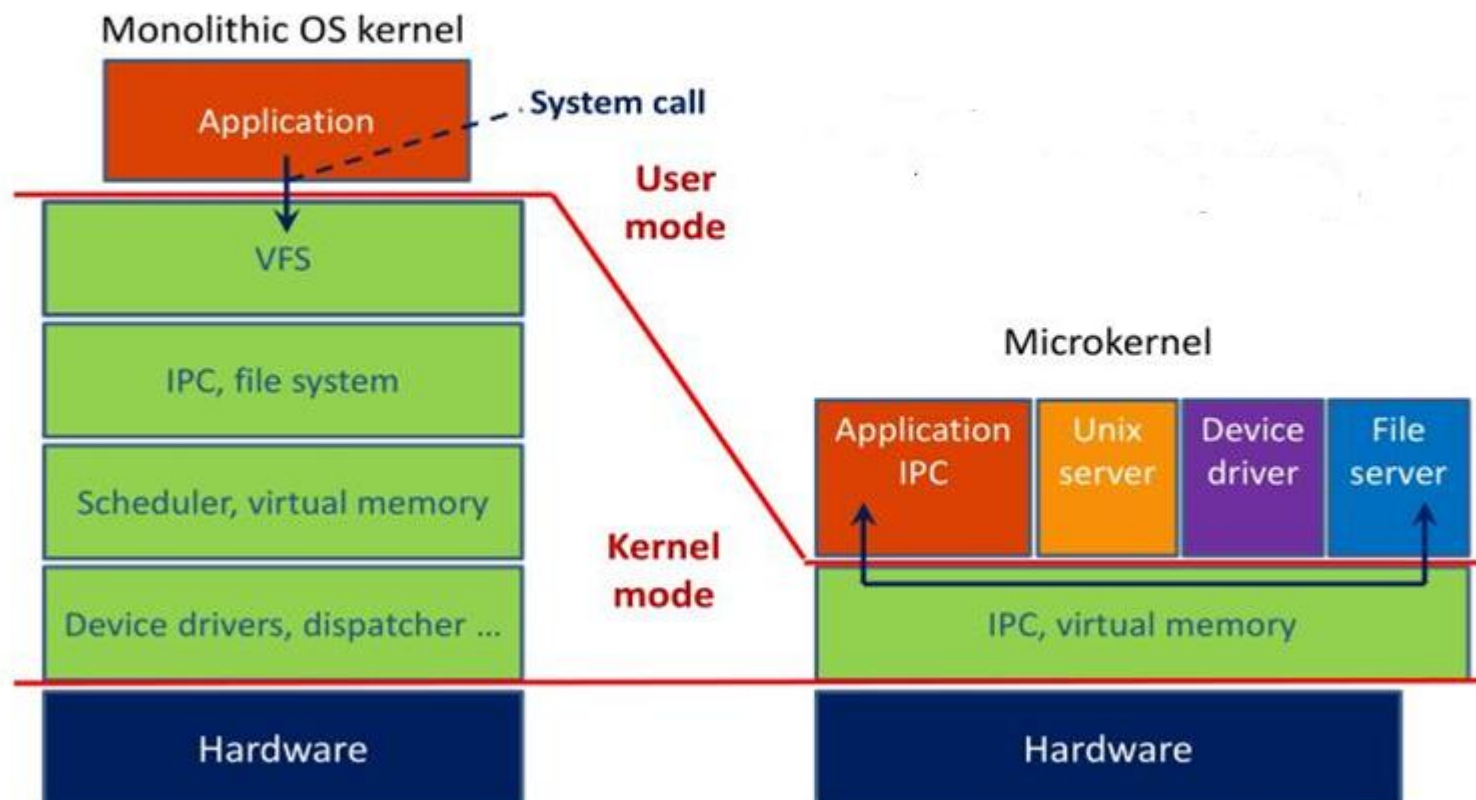 Monolithic OS kernel
Application
System call
User
mode
VFS
IPC, file system
Scheduler, virtual memory
Device drivers, dispatcher ...
Hardware
Kernel
mode
Microkernel
Application
IPC
Unix
server
Device
driver
File
server
IPC, virtual memory
Hardware